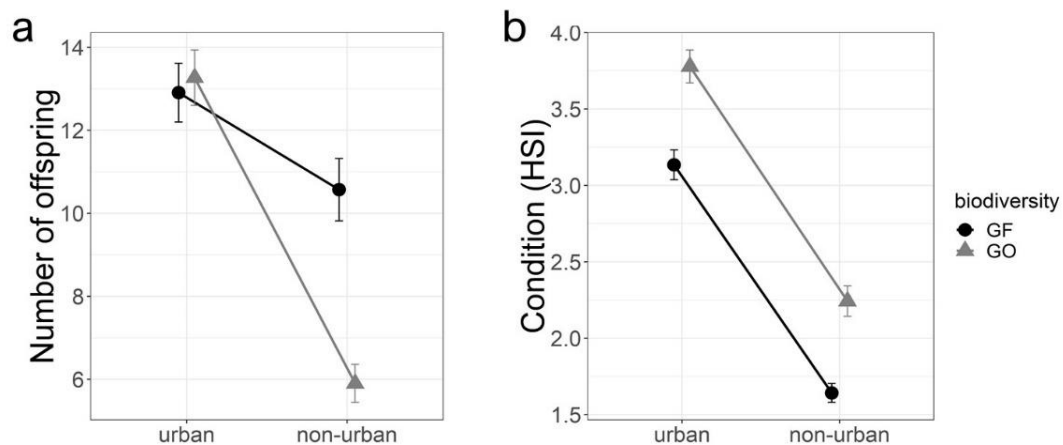 a
Number of offspring
14
12
10
8
6
urban non-urban
b
Condition (HSI)
4.0
3.5
3.0
2.5
2.0
1.5
urban non-urban
biodiversity
GF
GO